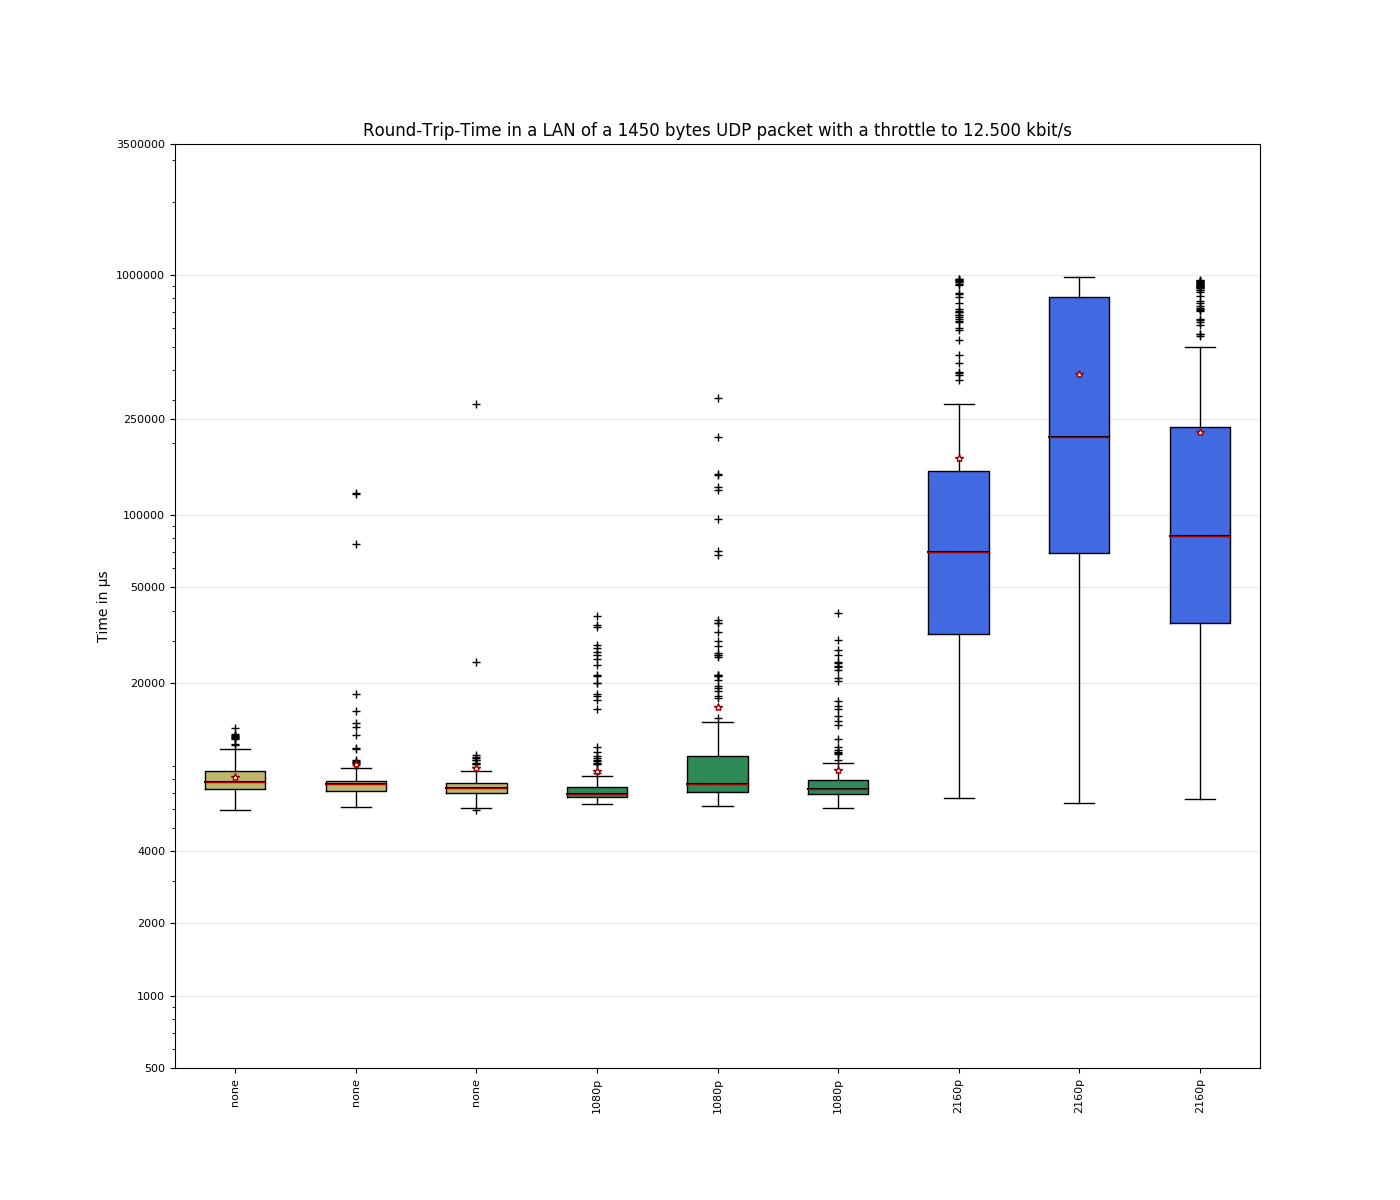 Round-Trip-Time in a LAN of a 1450 bytes UDP packet with a throttle to 12.500 kbit/s
3500000
1000000
250000
100000
50000
20000
4000
2000
1000
500
Time in µs
none
none
none
1080p
1080p
1080p
2160p
2160p
2160p